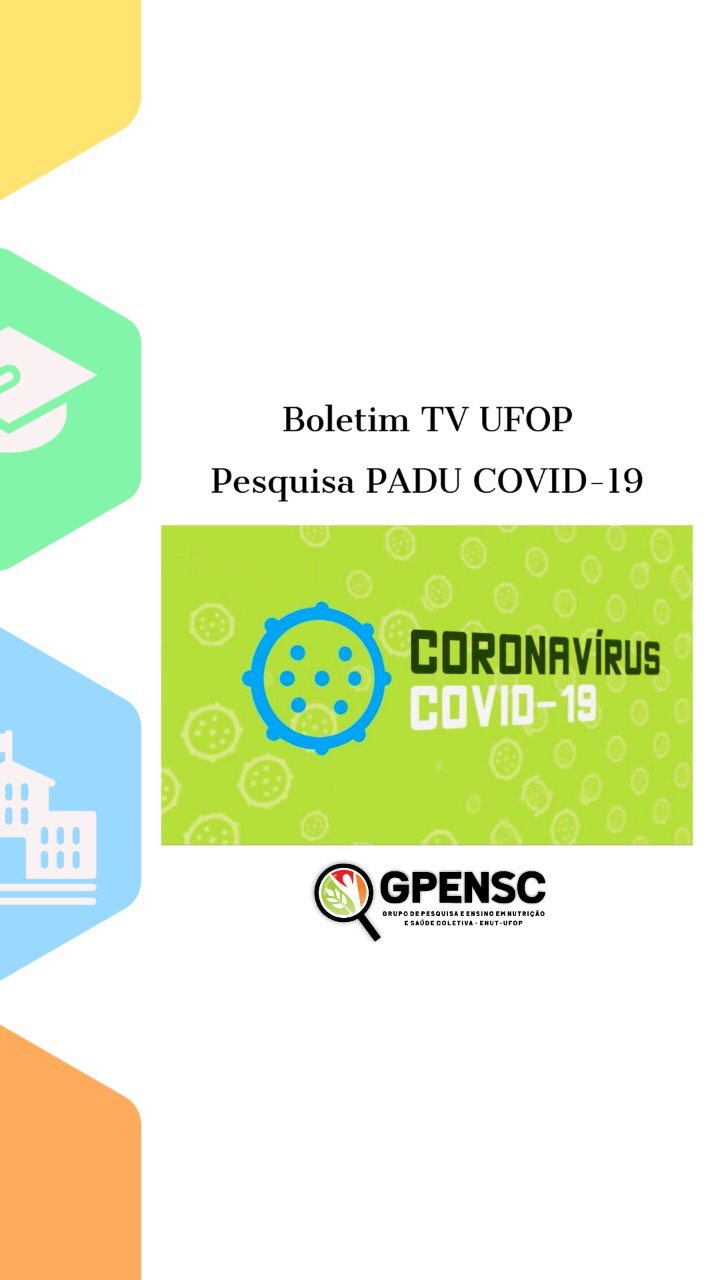 Boletim TV UFOP
Pesquisa PADU COVID-19
CORONAVÍRUS
COVID-19
GPENSC
GRUPO DE PESQUISA E ENSINO EM NUTRIÇÃO
E SAÚDE COLETIVA - ENUT-UFOP